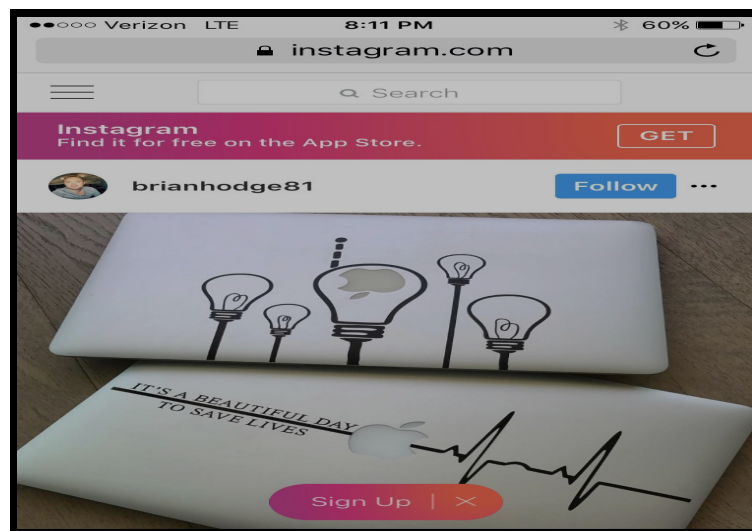 Verizon LTE 8:11 PM 60%
instagram.com
Search
Instagram
Find it for free on the App Store.
GET
brianhodge81
Follow
IT'S A BEAUTIFUL DAY
TO SAVE LIVES
Sign Up